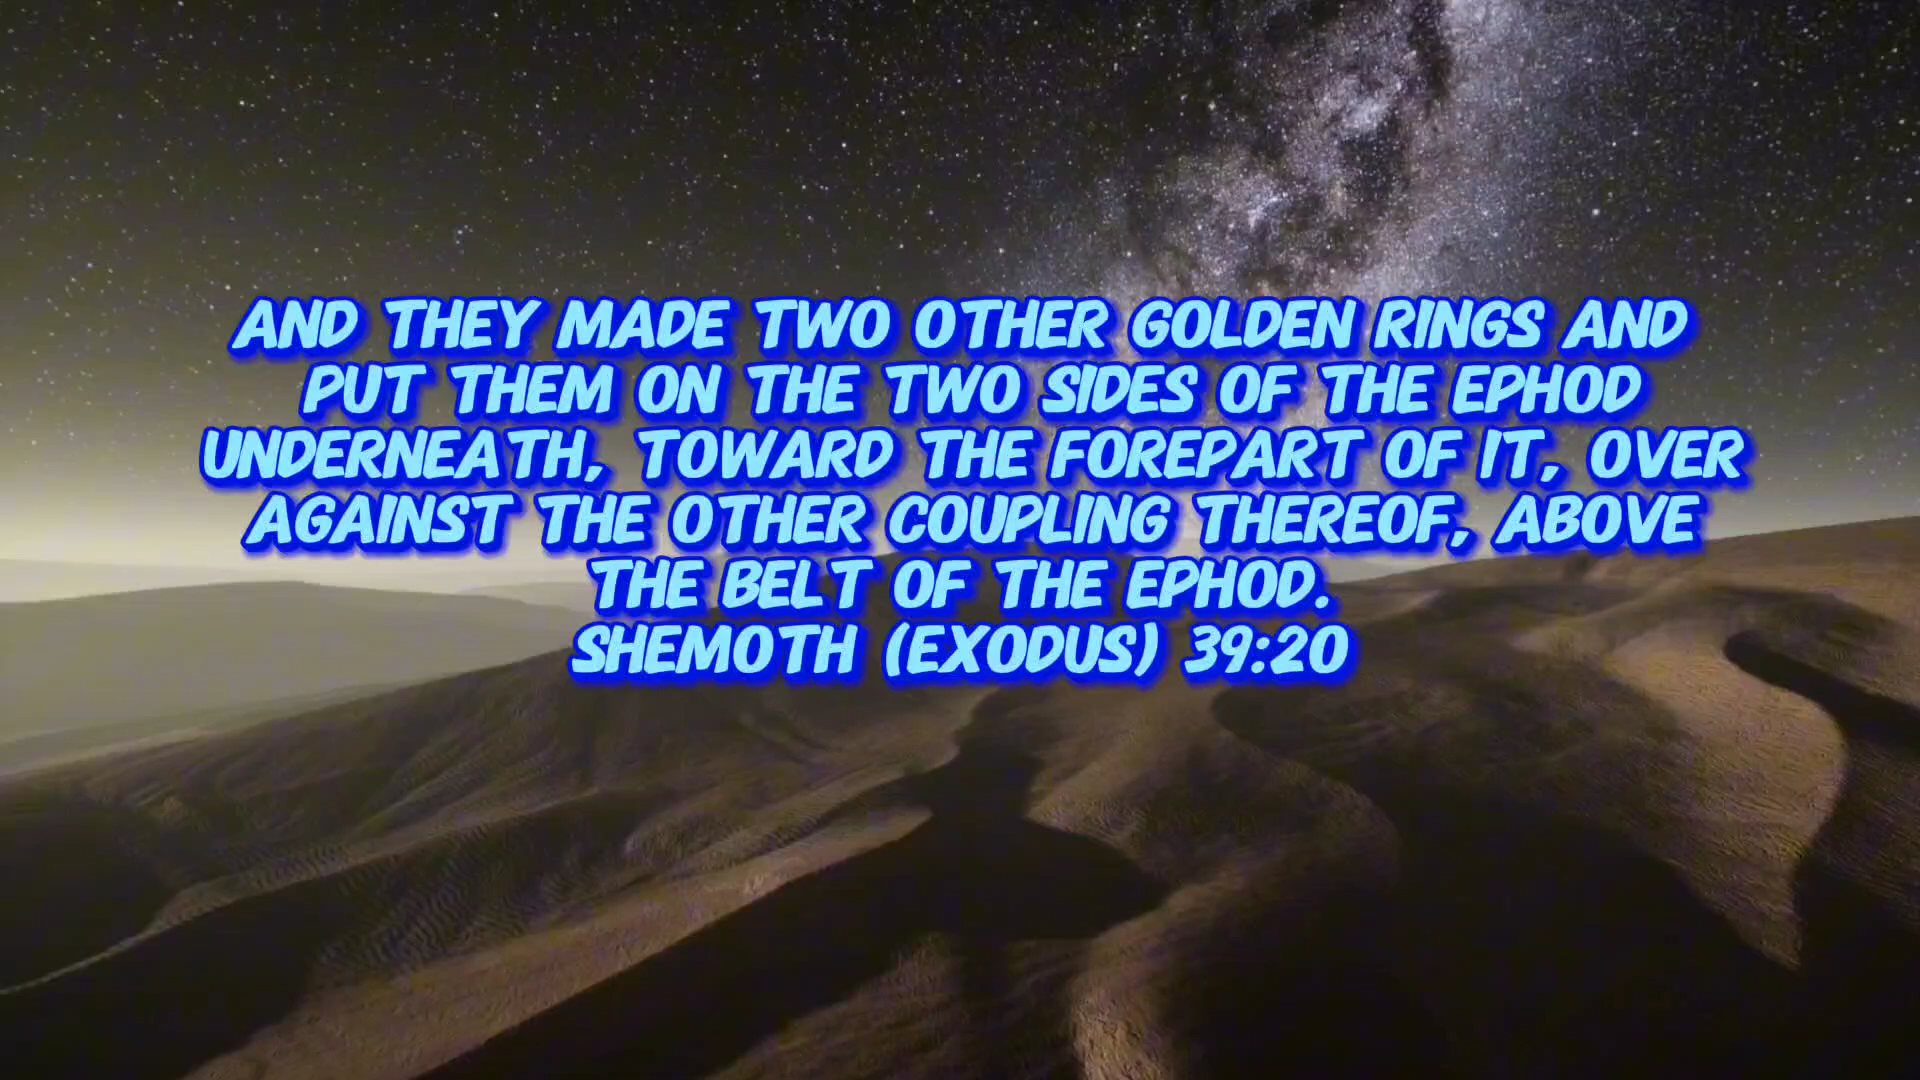 AND THEY MADE TWO OTHER GOLDEN RINGS AND
PUT THEM ON THE TWO SIDES OF THE EPHOD
UNDERNEATH, TOWARD THE FOREPART OF IT, OVER
AGAINST THE OTHER COUPLING THEREOF, ABOVE
THE BELT OF THE EPHOD.
SHEMOTH (EXODUS) 39:20